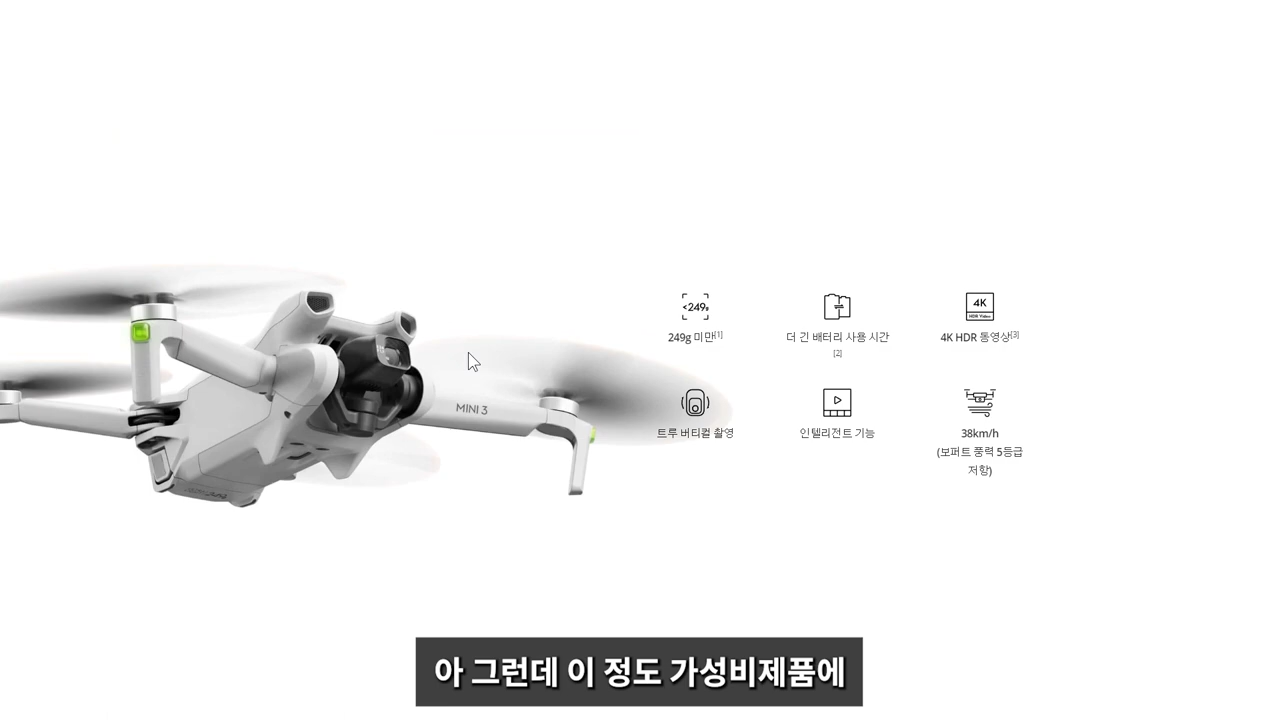 <249g
249g 미만[1]
더 긴 배터리 사용 시간
[2]
4K
HDR Video
4K HDR 동영상[3]
MINI 3
트루 버티컬 촬영
인텔리전트 기능
38km/h
(보퍼트 풍력 5등급
저항)
아 그런데 이 정도 가성비제품에